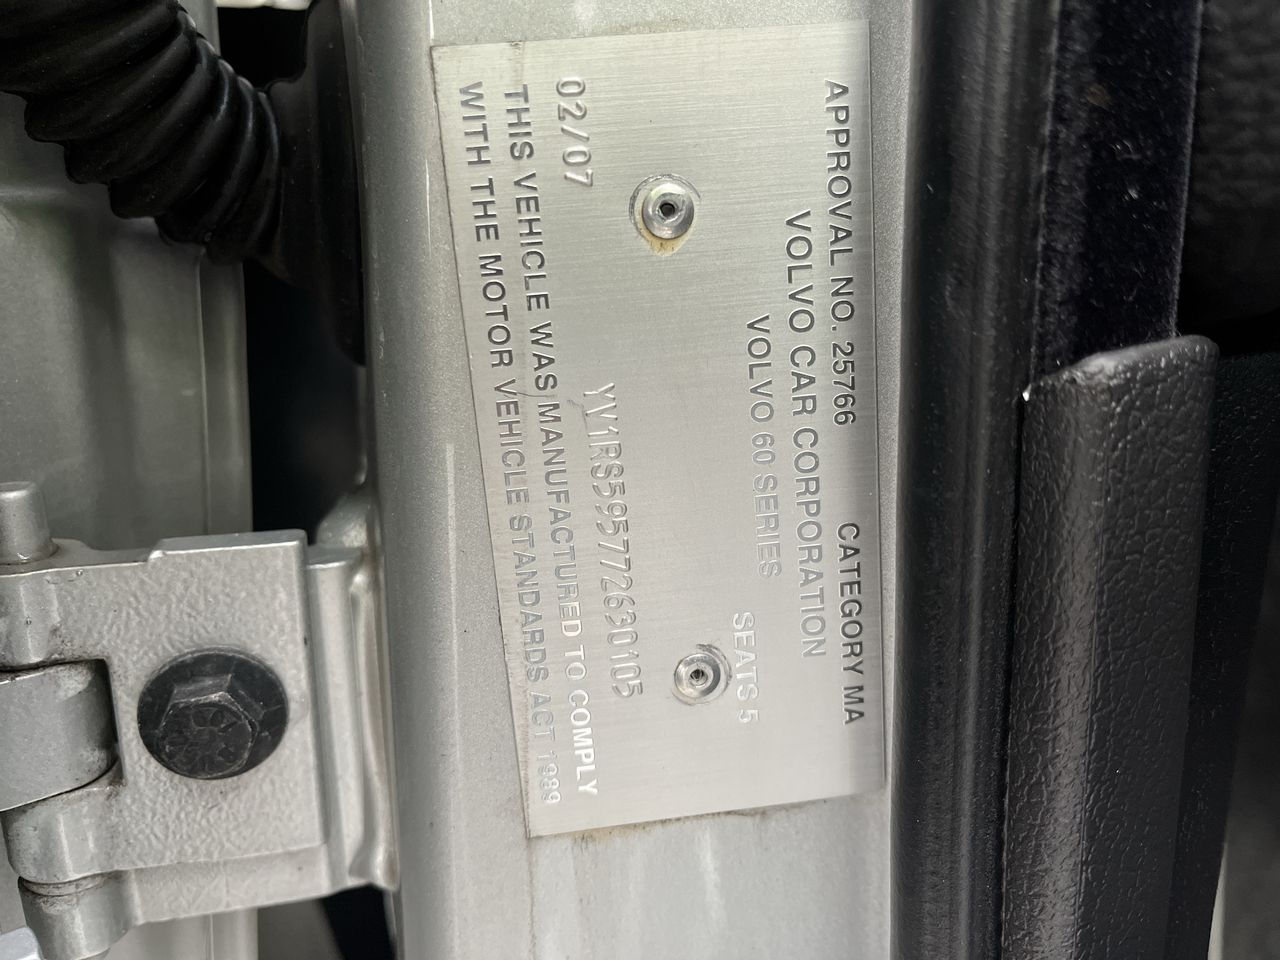 APPROVAL NO. 25766 CATEGORY MA
VOLVO CAR CORPORATION
VOLVO 60 SERIES
SEATS 5
YV1RS595772630105
02/07
THIS VEHICLE WAS MANUFACTURED TO COMPLY
WITH THE MOTOR VEHICLE STANDARDS ACT 1989